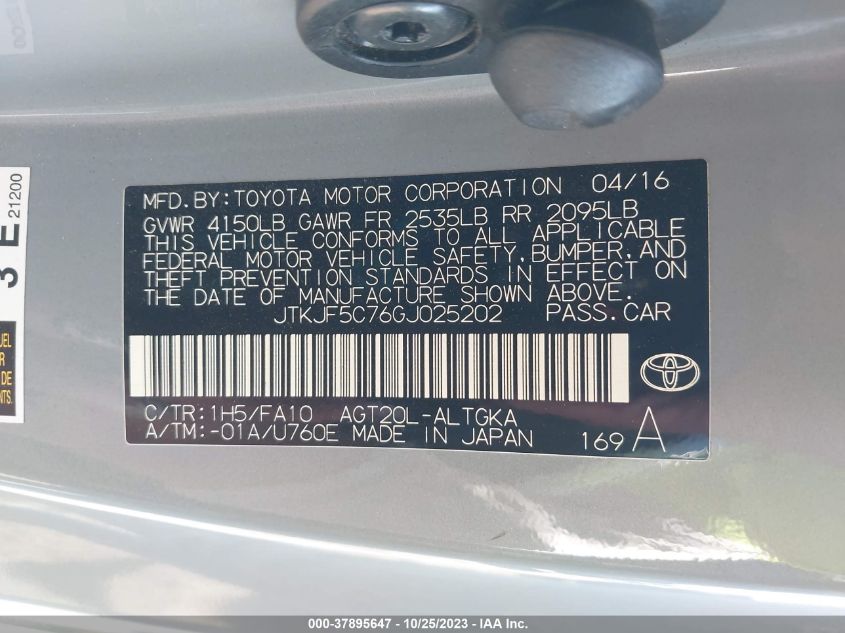 MFD.BY:TOYOTA MOTOR CORPORATION 04/16
GVWR 4150LB GAWR FR 2535LB RR 2095LB
THIS VEHICLE CONFORMS TO ALL APPLICABLE
FEDERAL MOTOR VEHICLE SAFETY,BUMPER,AND
THEFT PREVENTION STANDARDS IN EFFECT ON
THE DATE OF MANUFACTURE SHOWN ABOVE.
JTKJF5C76GJ025202 PASS.CAR
C/TR:1H5/FA10 AGT20L-ALTGKA
A/TM:-01A/U760E MADE IN JAPAN 169 A
3 E 21200
DE
000-37895647 - 10/25/2023 - IAA Inc.